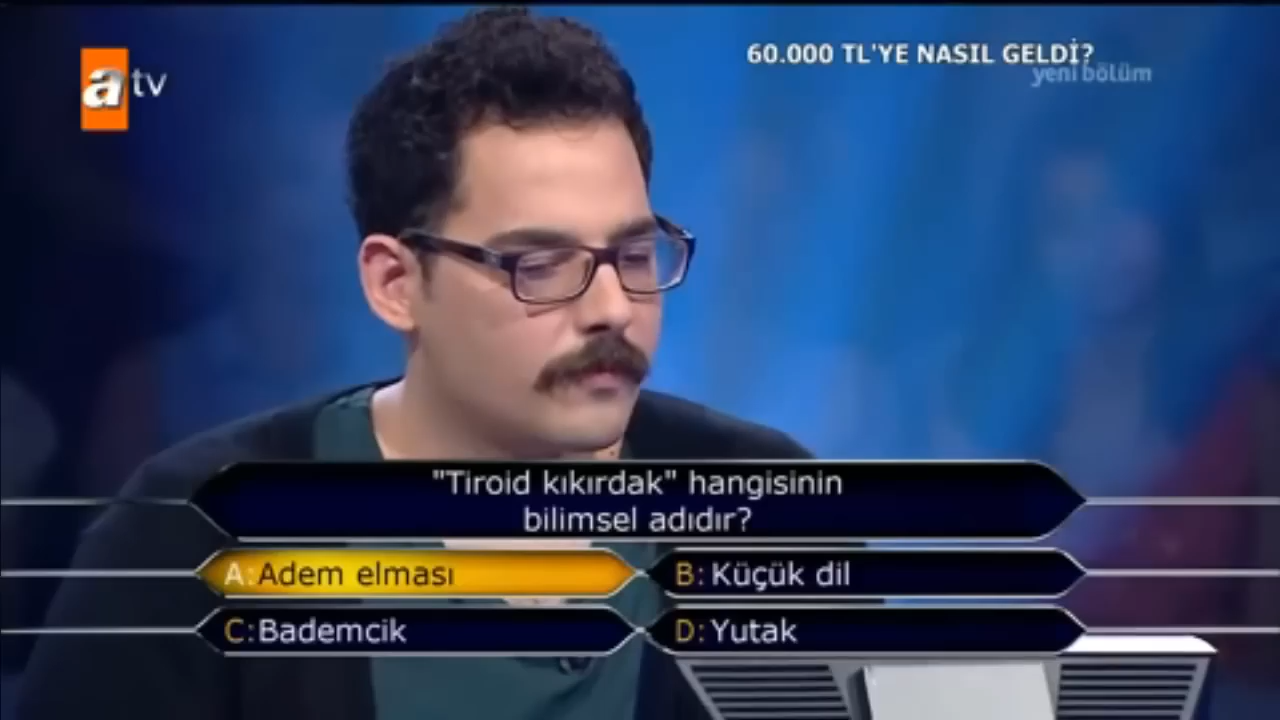 60.000 TL'YE NASIL GELDİ?
yeni bölüm
atv
"Tiroid kıkırdak" hangisinin
bilimsel adıdır?
A: Adem elması
B: Küçük dil
C: Bademcik
D: Yutak